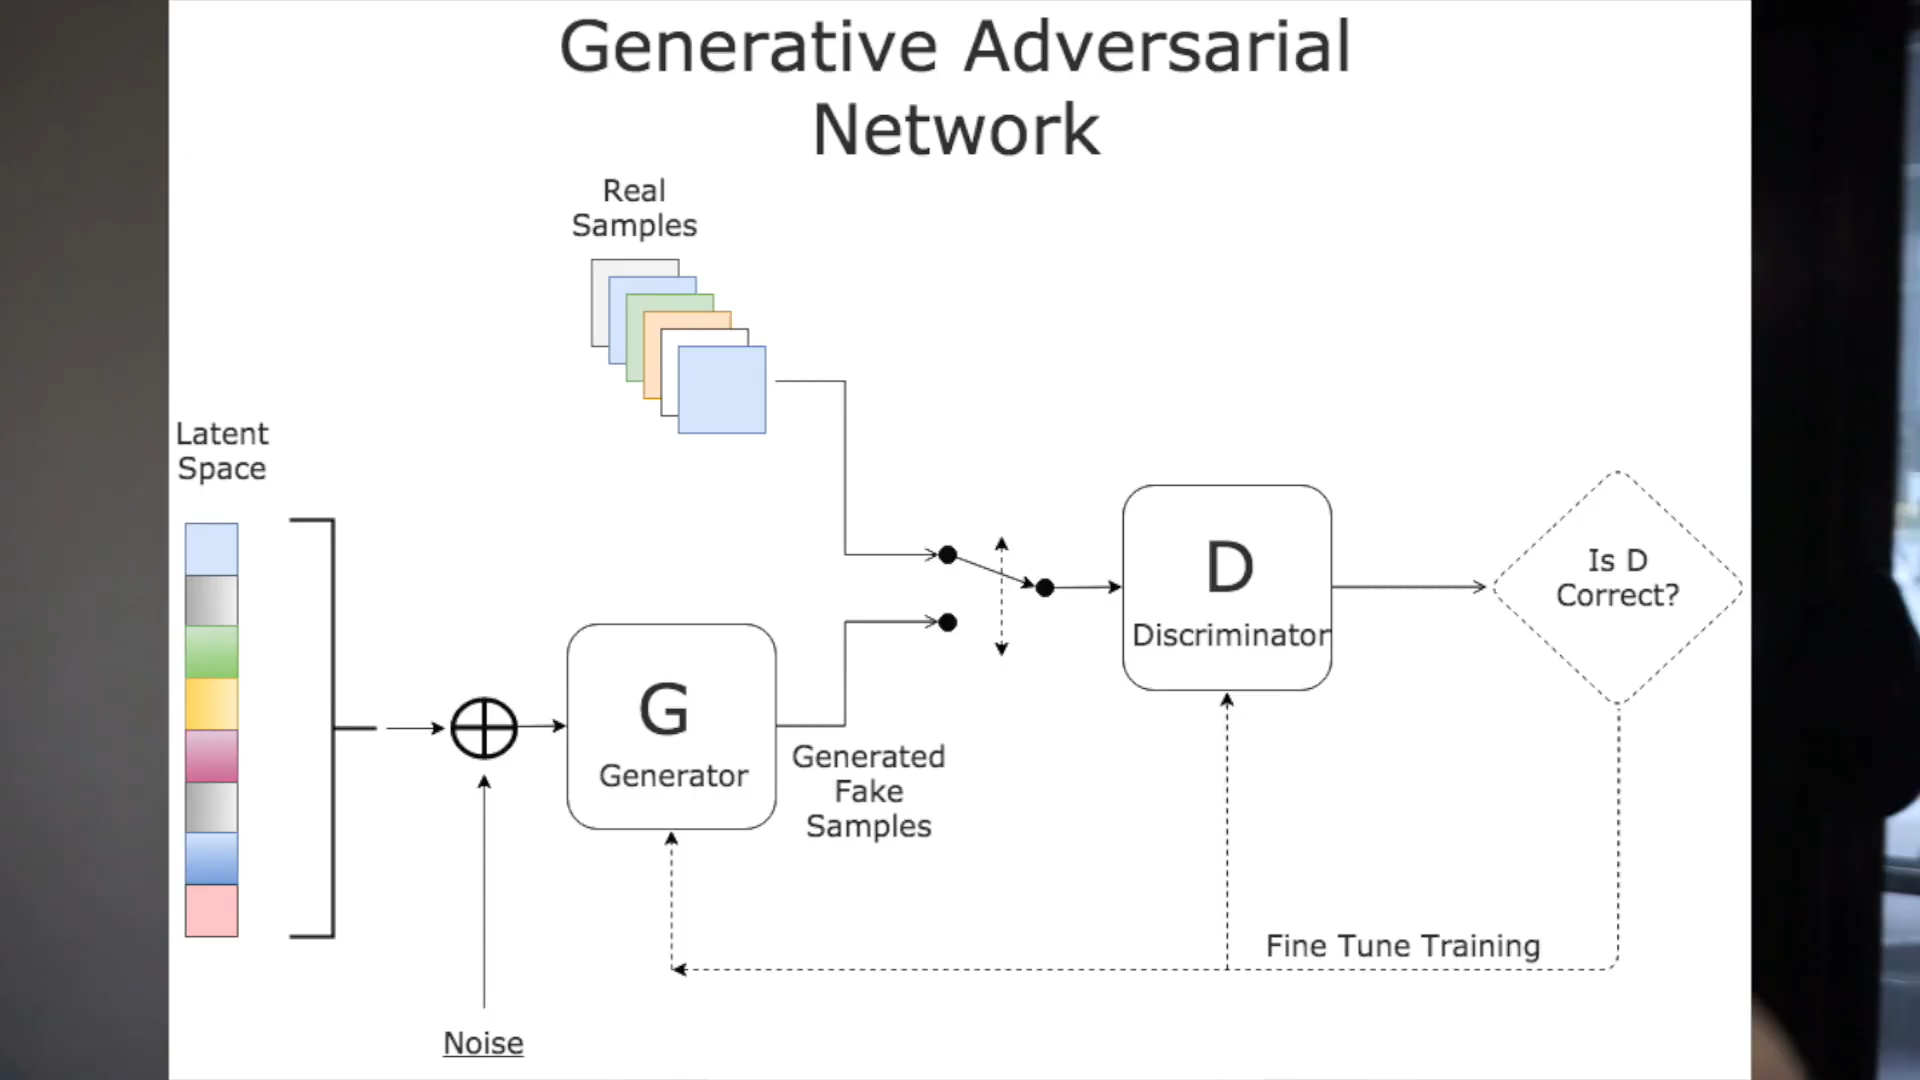 Generative Adversarial
Network
Real
Samples
Latent
Space
Is D
Correct?
D
Discriminator
G
Generator
Generated
Fake
Samples
Fine Tune Training
Noise